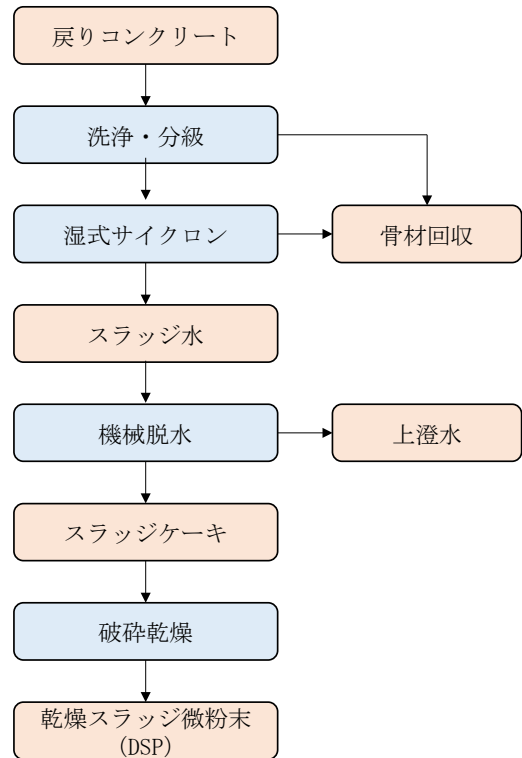 戻りコンクリート
洗浄・分級
湿式サイクロン
骨材回収
スラッジ水
機械脱水
上澄水
スラッジケーキ
破砕乾燥
乾燥スラッジ微粉末
(DSP)